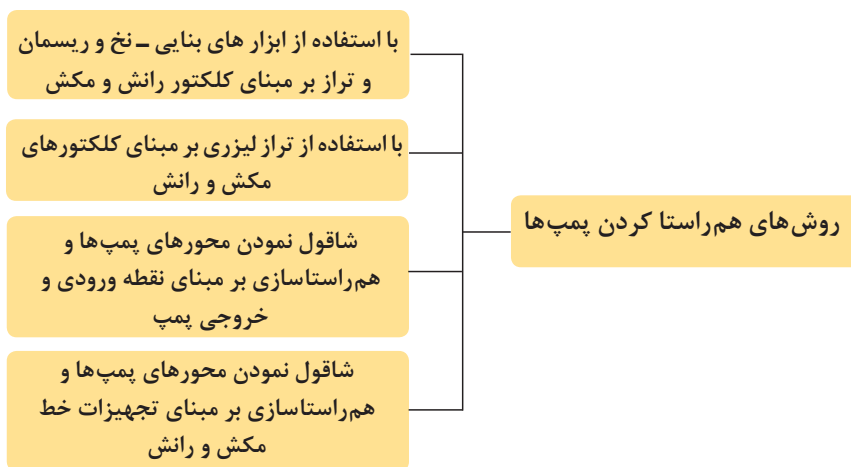 روش‌های هم‌راستا کردن پمپ‌ها
با استفاده از ابزار های بنایی ـ نخ و ریسمان
و تراز بر مبنای کلکتور رانش و مکش
با استفاده از تراز لیزری بر مبنای کلکتورهای
مکش و رانش
شاقول نمودن محورهای پمپ‌ها و
هم‌راستاسازی بر مبنای نقطه ورودی و
خروجی پمپ
شاقول نمودن محورهای پمپ‌ها و
هم‌راستاسازی بر مبنای تجهیزات خط
مکش و رانش